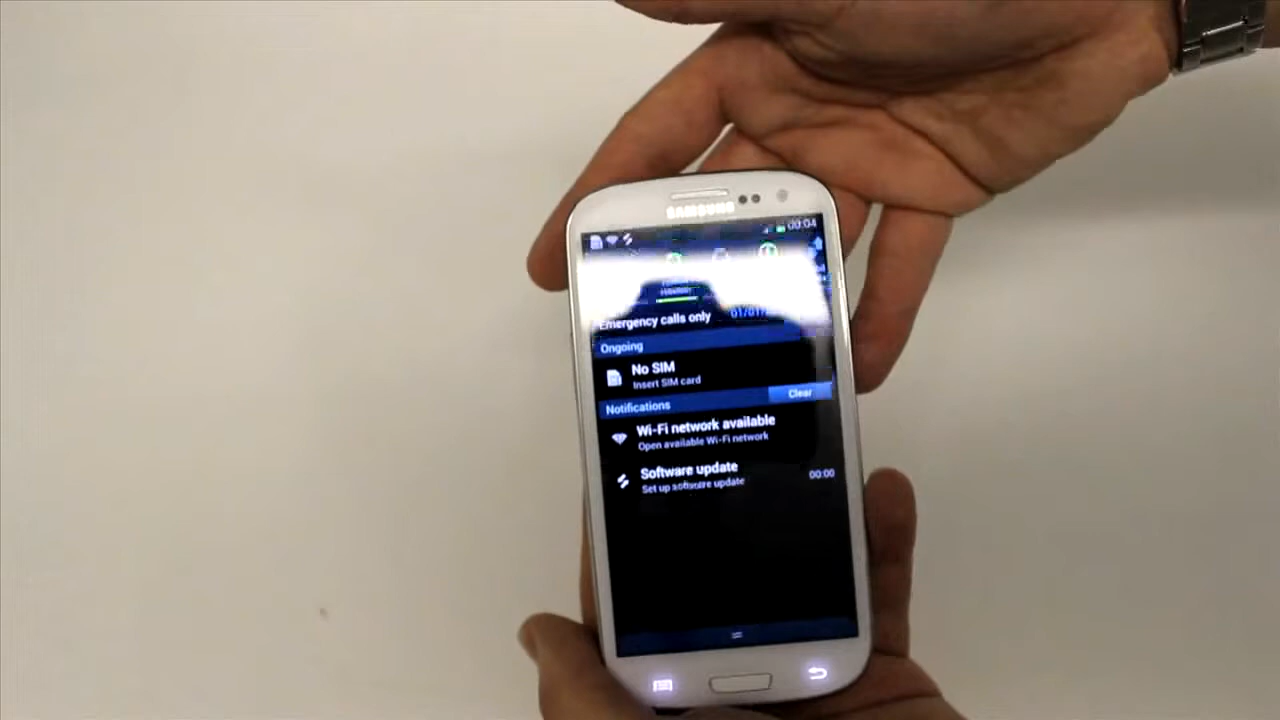 SAMSUNG
00:04
Emergency calls only
Ongoing
No SIM
Insert SIM card
Notifications
Clear
Wi-Fi network available
Open available Wi-Fi network
Software update
Set up software update
00:00